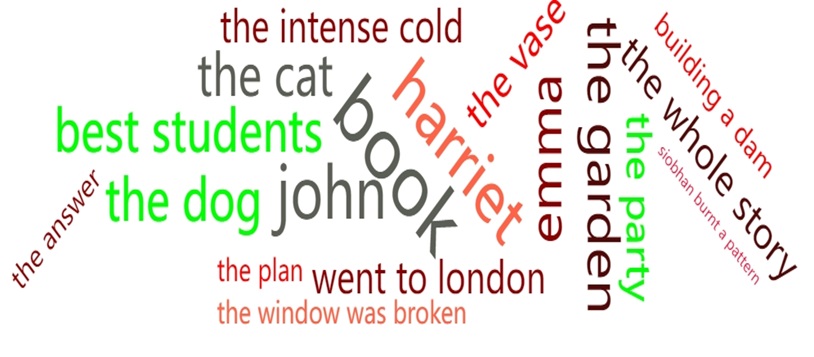 the intense cold
the vase
building a dam
the cat
harriet
the garden
the whole story
best students
book
emma
the party
siobhan burnt a pattern
the answer
the dog
john
the plan
went to london
the window was broken